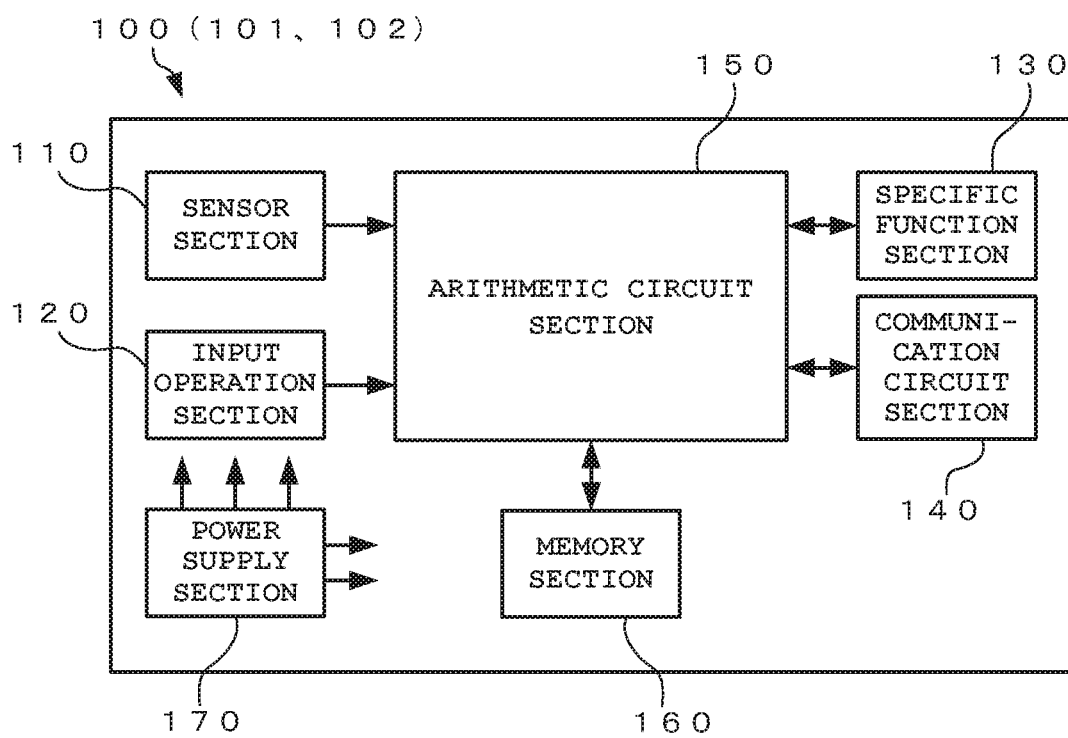 100 (101、102)
150
130
110
SENSOR
SECTION
SPECIFIC
FUNCTION
SECTION
ARITHMETIC CIRCUIT
SECTION
120
INPUT
OPERATION
SECTION
COMMUNI-
CATION
CIRCUIT
SECTION
140
POWER
SUPPLY
SECTION
MEMORY
SECTION
170
160